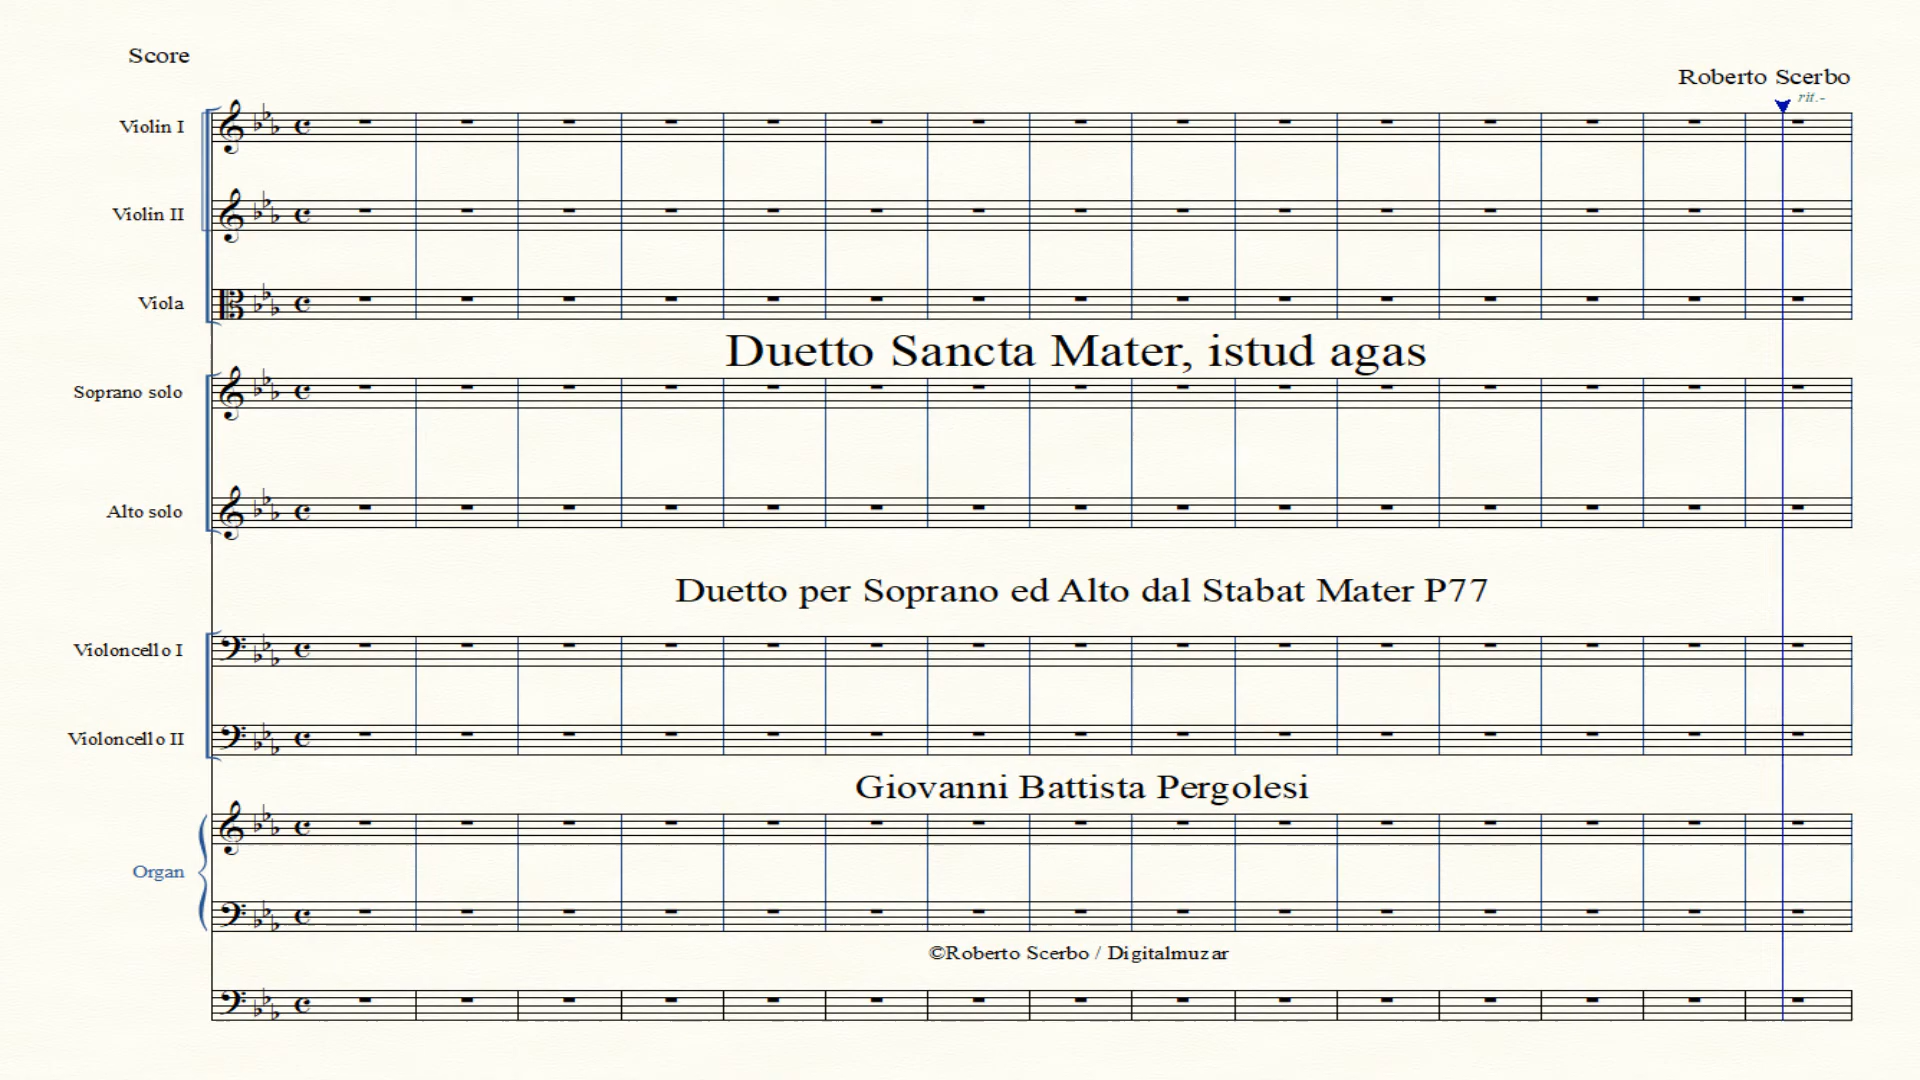 Score
Roberto Scerbo
rit.-
Violin I
Violin II
Viola
Duetto Sancta Mater, istud agas
Soprano solo
Alto solo
Duetto per Soprano ed Alto dal Stabat Mater P77
Violoncello I
Violoncello II
Giovanni Battista Pergolesi
Organ
©Roberto Scerbo / Digitalmuzar